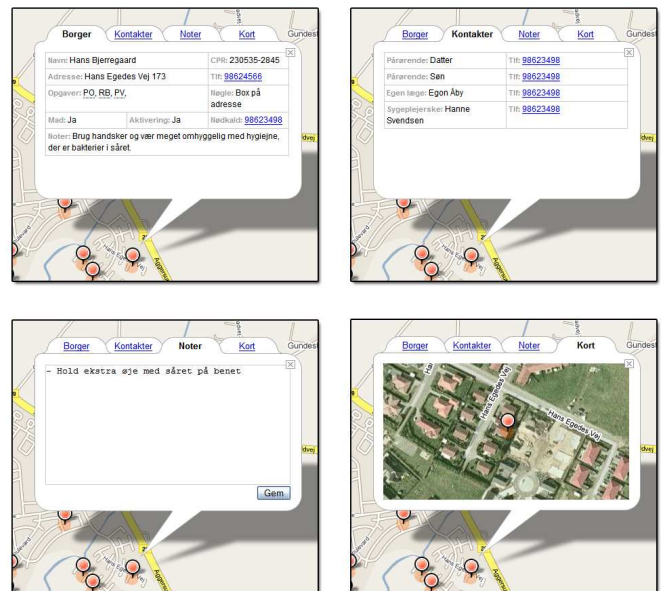 Borger Kontakter Noter Kort
Navn: Hans Bjerregaard CPR: 230535-2845
Adresse: Hans Egedes Vej 173 Tlf: 98624566
Opgaver: PO, RB, PV, Nøgle: Box på
adresse
Mad: Ja Aktivering: Ja Nødkald: 98623498
Noter: Brug handsker og vær meget omhyggelig med hygiejne,
der er bakterier i såret.
Borger Kontakter Noter Kort
Pårørende: Datter Tlf: 98623498
Pårørende: Søn Tlf: 98623498
Egen læge: Egon Åby Tlf: 98623498
Sygeplejerske: Hanne Tlf: 98623498
Svendsen
Borger Kontakter Noter Kort
- Hold ekstra øje med såret på benet
Gem
Borger Kontakter Noter Kort
Hans Egedes Vej
Hans Egedes Vej